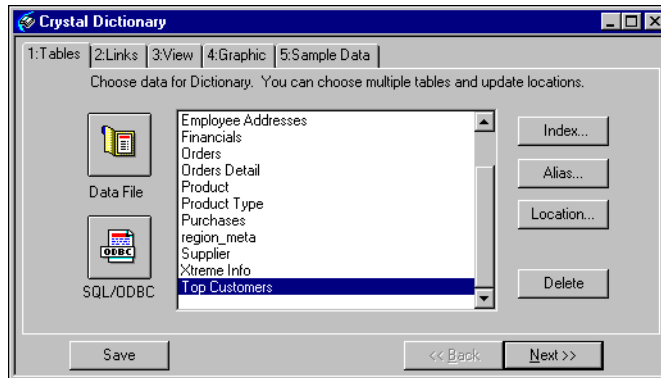 Crystal Dictionary
1:Tables 2:Links 3:View 4:Graphic 5:Sample Data
Choose data for Dictionary. You can choose multiple tables and update locations.
Data File
ODBC
SQL/ODBC
Employee Addresses
Financials
Orders
Orders Detail
Product
Product Type
Purchases
region_meta
Supplier
Xtreme Info
Top Customers
Index...
Alias...
Location...
Delete
Save
<< Back
Next >>